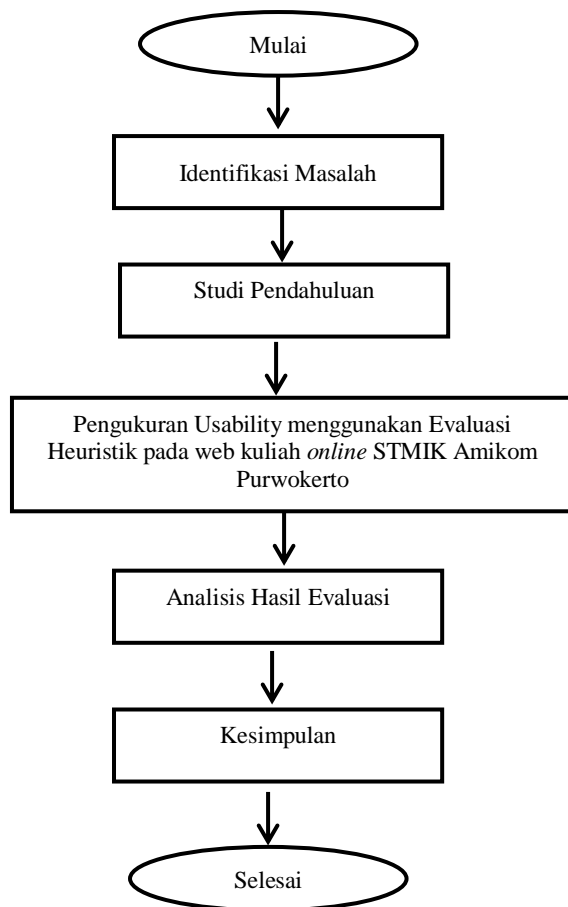 Mulai
Identifikasi Masalah
Studi Pendahuluan
Pengukuran Usability menggunakan Evaluasi
Heuristik pada web kuliah online STMIK Amikom
Purwokerto
Analisis Hasil Evaluasi
Kesimpulan
Selesai